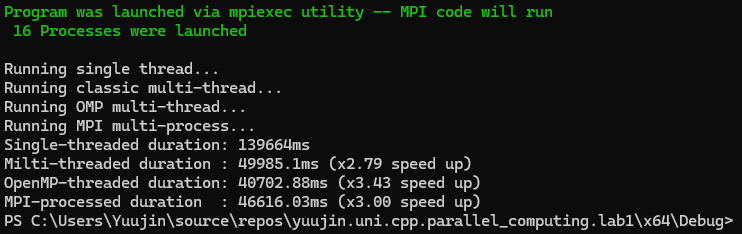 Program was launched via mpiexec utility -- MPI code will run
16 Processes were launched
Running single thread...
Running classic multi-thread...
Running OMP multi-thread...
Running MPI multi-process...
Single-threaded duration: 139664ms
Milti-threaded duration : 49985.1ms (x2.79 speed up)
OpenMP-threaded duration: 40702.88ms (x3.43 speed up)
MPI-processed duration  : 46616.03ms (x3.00 speed up)
PS C:\Users\Yuujin\source\repos\yuujin.uni.cpp.parallel_computing.lab1\x64\Debug>